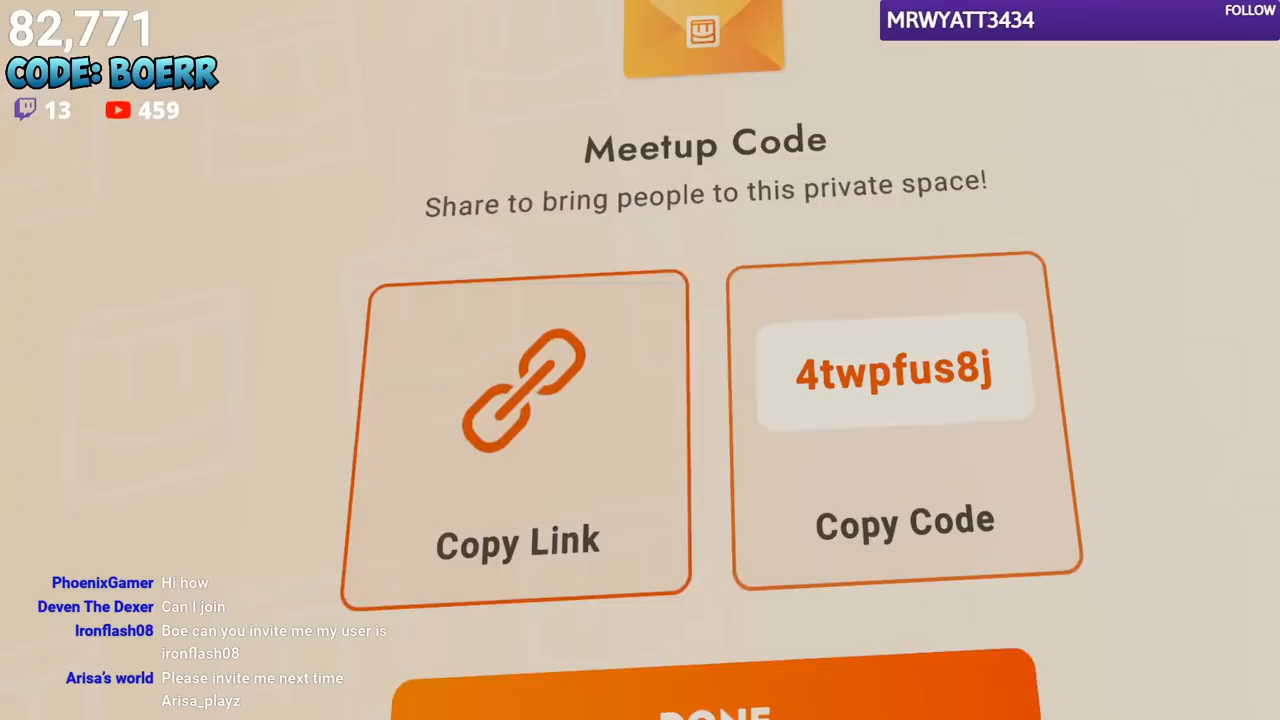 82,771
MRWYATT3434
FOLLOW
CODE: BOERR
13 459
Meetup Code
Share to bring people to this private space!
4twpfus8j
Copy Link
Copy Code
PhoenixGamer Hi how
Deven The Dexer Can I join
Ironflash08 Boe can you invite me my user is
ironflash08
Arisa's world Please invite me next time
Arisa_playz
DONE